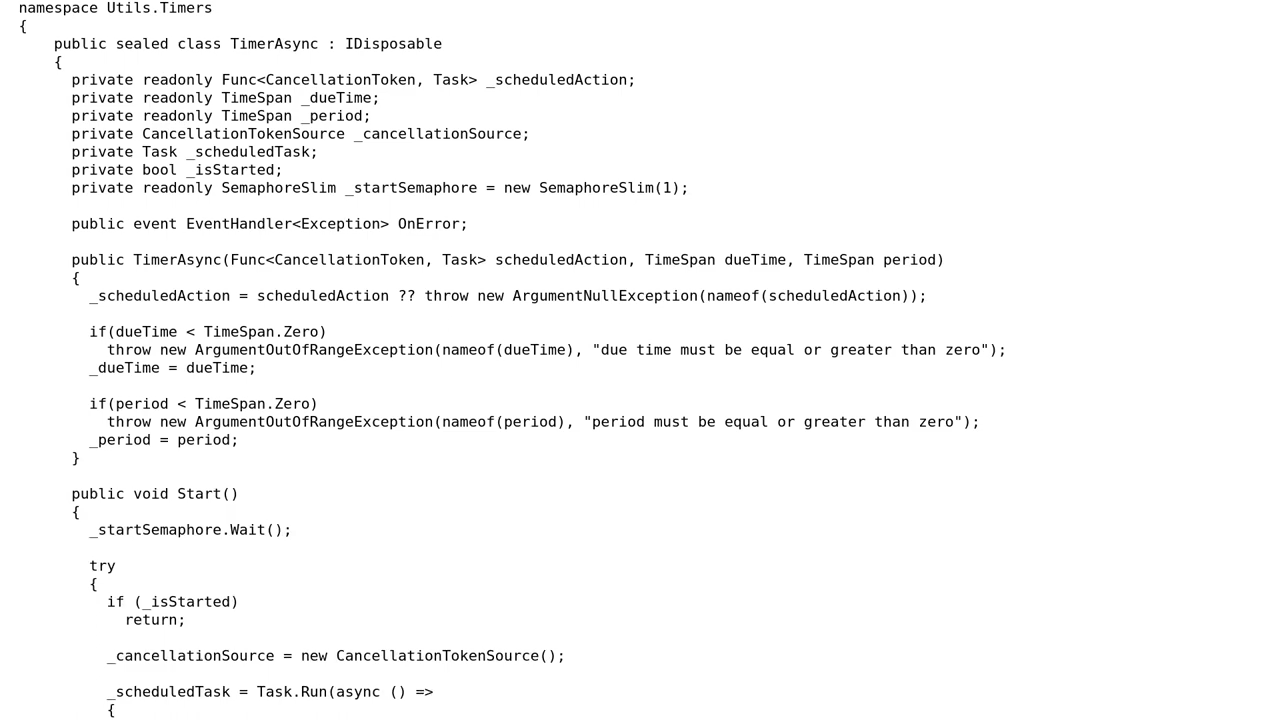 namespace Utils.Timers
{
    public sealed class TimerAsync : IDisposable
    {
      private readonly Func<CancellationToken, Task> _scheduledAction;
      private readonly TimeSpan _dueTime;
      private readonly TimeSpan _period;
      private CancellationTokenSource _cancellationSource;
      private Task _scheduledTask;
      private bool _isStarted;
      private readonly SemaphoreSlim _startSemaphore = new SemaphoreSlim(1);

      public event EventHandler<Exception> OnError;

      public TimerAsync(Func<CancellationToken, Task> scheduledAction, TimeSpan dueTime, TimeSpan period)
      {
        _scheduledAction = scheduledAction ?? throw new ArgumentNullException(nameof(scheduledAction));

        if(dueTime < TimeSpan.Zero)
          throw new ArgumentOutOfRangeException(nameof(dueTime), "due time must be equal or greater than zero");
        _dueTime = dueTime;

        if(period < TimeSpan.Zero)
          throw new ArgumentOutOfRangeException(nameof(period), "period must be equal or greater than zero");
        _period = period;
      }

      public void Start()
      {
        _startSemaphore.Wait();

        try
        {
          if (_isStarted)
            return;

          _cancellationSource = new CancellationTokenSource();

          _scheduledTask = Task.Run(async () =>
          {